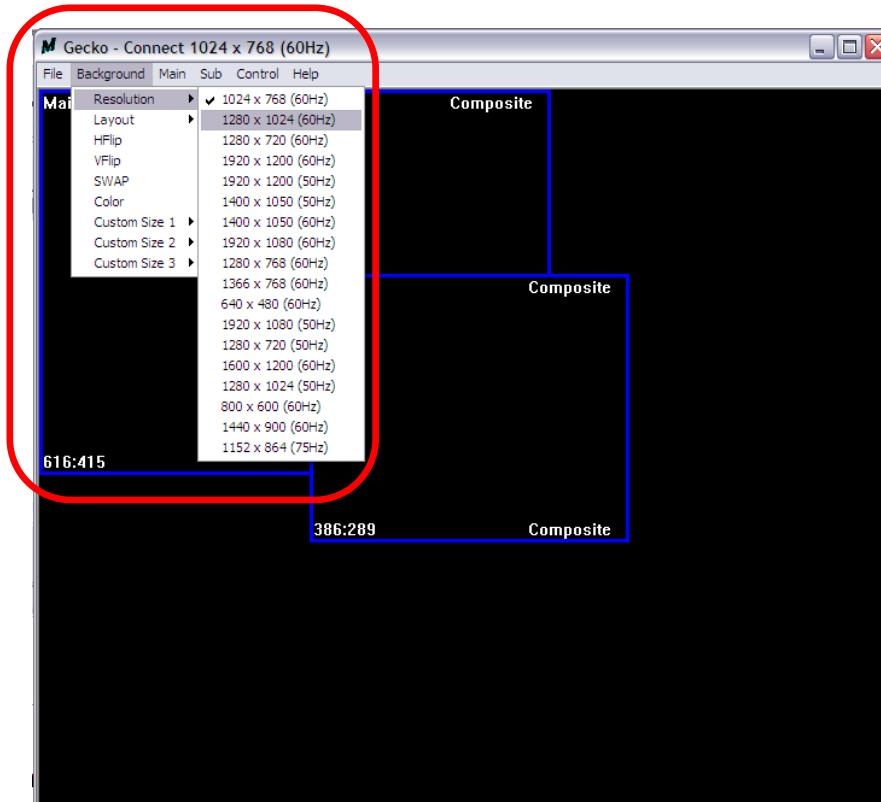 Gecko - Connect 1024 x 768 (60Hz)
File Background Main Sub Control Help
Mai
Composite
Resolution
Layout
HFlip
VFlip
SWAP
Color
Custom Size 1
Custom Size 2
Custom Size 3
1024 x 768 (60Hz)
1280 x 1024 (60Hz)
1280 x 720 (60Hz)
1920 x 1200 (60Hz)
1920 x 1200 (50Hz)
1400 x 1050 (50Hz)
1400 x 1050 (60Hz)
1920 x 1080 (60Hz)
1280 x 768 (60Hz)
1366 x 768 (60Hz)
640 x 480 (60Hz)
1920 x 1080 (50Hz)
1280 x 720 (50Hz)
1600 x 1200 (60Hz)
1280 x 1024 (50Hz)
800 x 600 (60Hz)
1440 x 900 (60Hz)
1152 x 864 (75Hz)
Composite
616:415
386:289
Composite